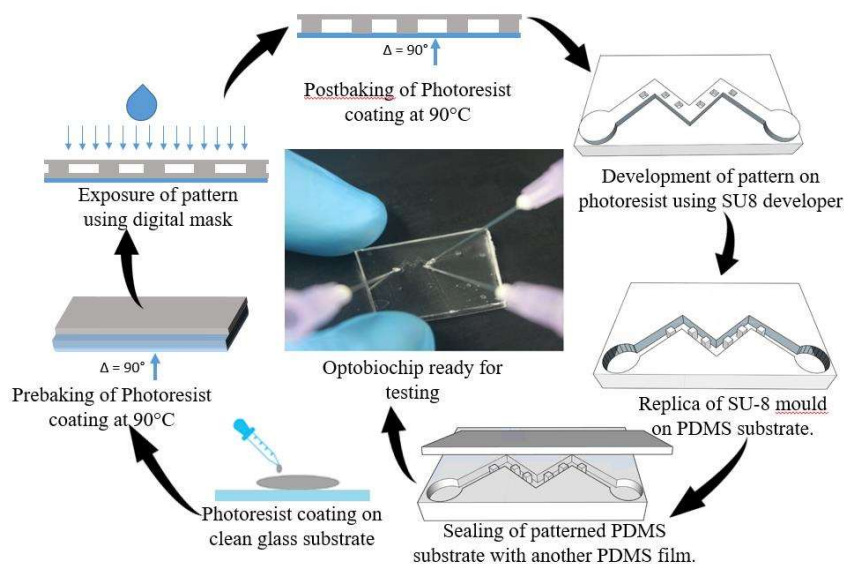 Δ = 90°
Postbaking of Photoresist
coating at 90°C
Exposure of pattern
using digital mask
Development of pattern on
photoresist using SU8 developer
Δ = 90°
Prebaking of Photoresist
coating at 90°C
Optobiochip ready for
testing
Replica of SU-8 mould
on PDMS substrate.
Photoresist coating on
clean glass substrate
Sealing of patterned PDMS
substrate with another PDMS film.